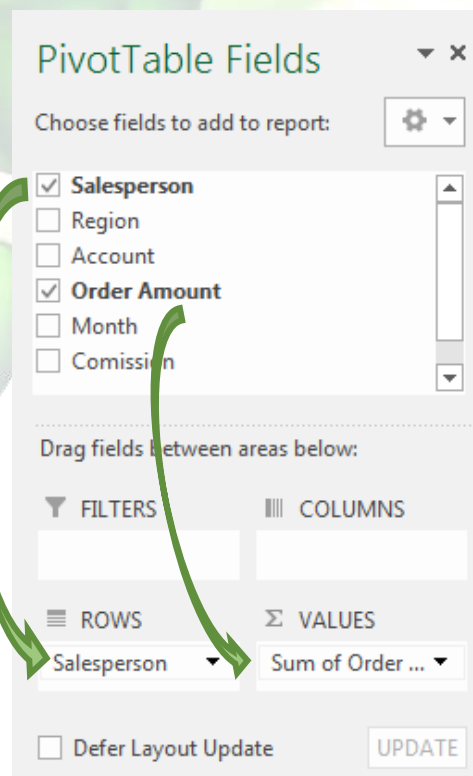 PivotTable Fields
Choose fields to add to report:
Salesperson
Region
Account
Order Amount
Month
Comission
Drag fields between areas below:
FILTERS
COLUMNS
ROWS
Σ VALUES
Salesperson
Sum of Order ...
Defer Layout Update
UPDATE